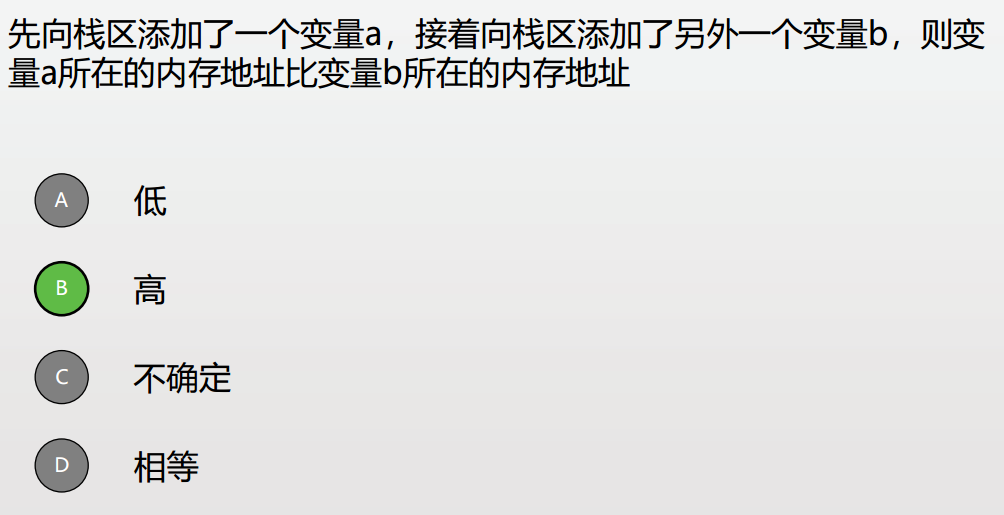 先向栈区添加了一个变量a，接着向栈区添加了另外一个变量b，则变
量a所在的内存地址比变量b所在的内存地址
A 低
B 高
C 不确定
D 相等